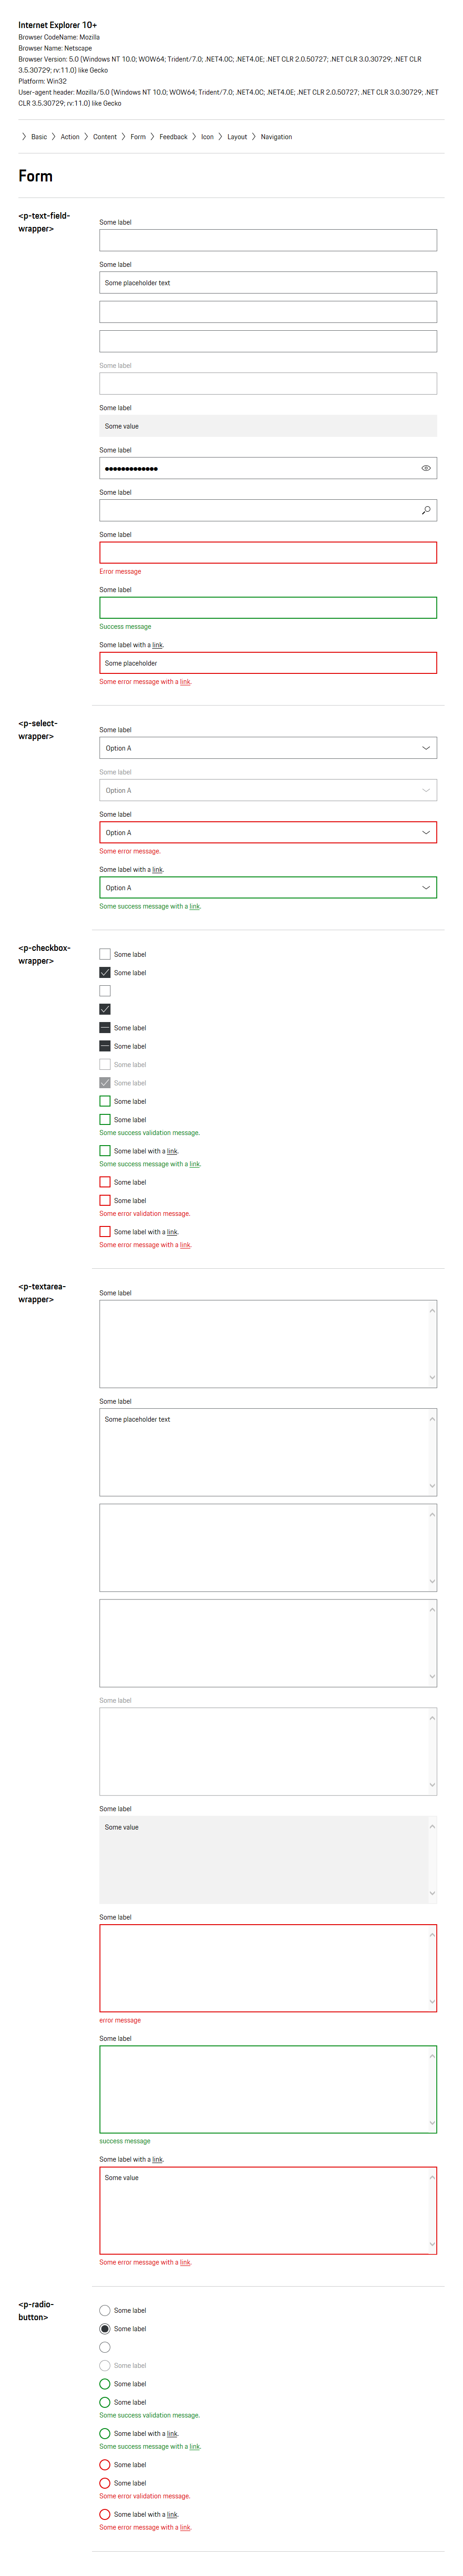 Internet Explorer 10+
Browser CodeName: Mozilla
Browser Name: Netscape
Browser Version: 5.0 (Windows NT 10.0; WOW64; Trident/7.0; .NET4.0C; .NET4.0E; .NET CLR 2.0.50727; .NET CLR 3.0.30729; .NET CLR
3.5.30729; rv:11.0) like Gecko
Platform: Win32
User-agent header: Mozilla/5.0 (Windows NT 10.0; WOW64; Trident/7.0; .NET4.0C; .NET4.0E; .NET CLR 2.0.50727; .NET CLR 3.0.30729; .NET
CLR 3.5.30729; rv:11.0) like Gecko
Basic Action Content Form Feedback Icon Layout Navigation
Form
<p-text-field-
wrapper>
Some label
Some label
Some placeholder text
Some label
Some label
Some value
Some label
Some label
Some label
Error message
Some label
Success message
Some label with a link.
Some placeholder
Some error message with a link.
<p-select-
wrapper>
Some label
Option A
Some label
Option A
Some label
Option A
Some error message.
Some label with a link.
Option A
Some success message with a link.
<p-checkbox-
wrapper>
Some label
Some label
Some label
Some label
Some label
Some label
Some label
Some label
Some success validation message.
Some label with a link.
Some success message with a link.
Some label
Some label
Some error validation message.
Some label with a link.
Some error message with a link.
<p-textarea-
wrapper>
Some label
Some label
Some placeholder text
Some label
Some label
Some value
Some label
error message
Some label
success message
Some label with a link.
Some value
Some error message with a link.
<p-radio-
button>
Some label
Some label
Some label
Some label
Some label
Some success validation message.
Some label with a link.
Some success message with a link.
Some label
Some label
Some error validation message.
Some label with a link.
Some error message with a link.